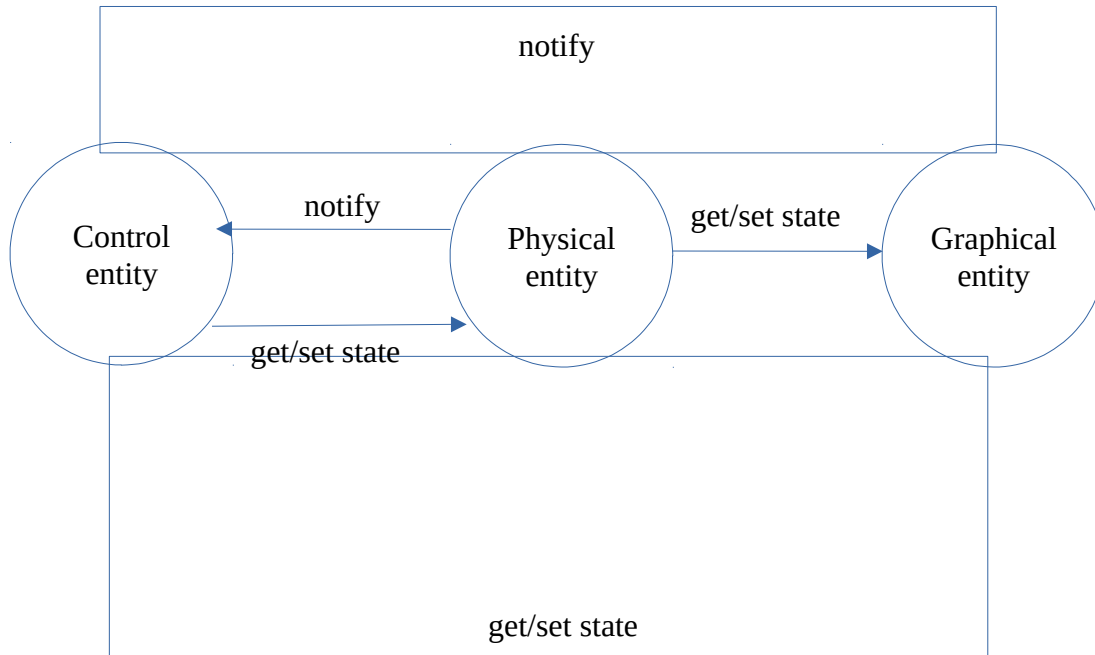 notify
Control
entity
notify
Physical
entity
get/set state
Graphical
entity
get/set state
get/set state